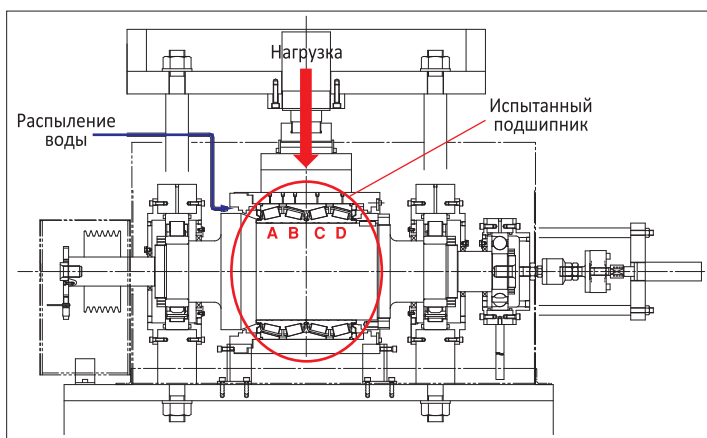 Нагрузка
Распыление
воды
Испытанный
подшипник
A B C D